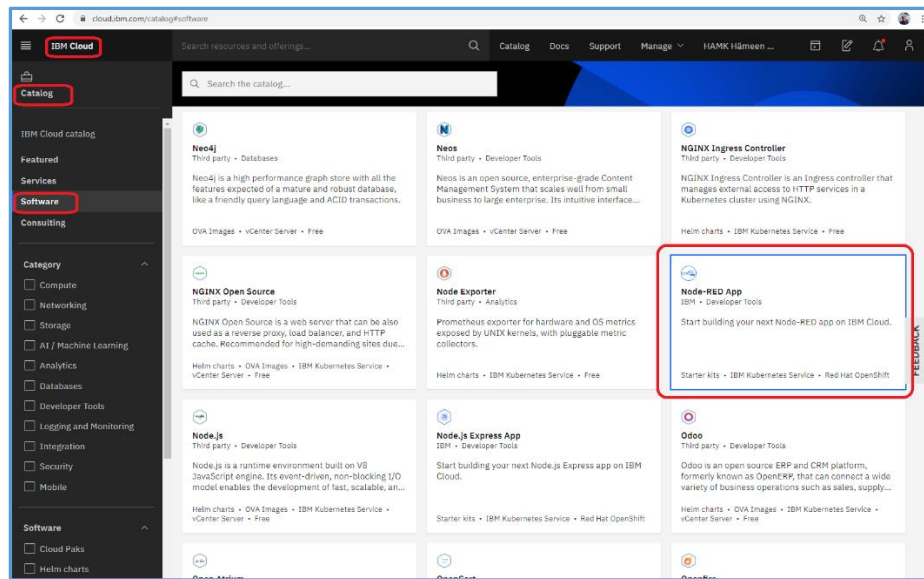 cloud.ibm.com/catalog#software
IBM Cloud
Search resources and offerings...
Catalog
Docs
Support
Manage
HAMK Hämeen ...
Catalog
Search the catalog...
IBM Cloud catalog
Featured
Services
Software
Consulting
Category
Compute
Networking
Storage
AI / Machine Learning
Analytics
Databases
Developer Tools
Logging and Monitoring
Integration
Security
Mobile
Software
Cloud Paks
Helm charts
Neo4j
Third party • Databases
Neo4j is a high performance graph store with all the
features expected of a mature and robust database,
like a friendly query language and ACID transactions.
OVA Images • vCenter Server • Free
Neos
Third party • Developer Tools
Neos is an open source, enterprise-grade Content
Management System that scales well from small
business to large enterprise. Its intuitive interface...
OVA Images • vCenter Server • Free
NGINX Ingress Controller
Third party • Developer Tools
NGINX Ingress Controller is an Ingress controller that
manages external access to HTTP services in a
Kubernetes cluster using NGINX.
Helm charts • IBM Kubernetes Service • Free
NGINX Open Source
Third party • Developer Tools
NGINX Open Source is a web server that can be also
used as a reverse proxy, load balancer, and HTTP
cache. Recommended for high-demanding sites due...
Helm charts • OVA Images • IBM Kubernetes Service •
vCenter Server • Free
Node Exporter
Third party • Analytics
Prometheus exporter for hardware and OS metrics
exposed by UNIX kernels, with pluggable metric
collectors.
Helm charts • IBM Kubernetes Service • Free
Node-RED App
IBM • Developer Tools
Start building your next Node-RED app on IBM Cloud.
Starter kits • IBM Kubernetes Service • Red Hat OpenShift
FEEDBACK
Node.js
Third party • Developer Tools
Node.js is a runtime environment built on V8
JavaScript engine. Its event-driven, non-blocking I/O
model enables the development of fast, scalable, an...
Helm charts • OVA Images • IBM Kubernetes Service •
vCenter Server • Free
Node.js Express App
IBM • Developer Tools
Start building your next Node.js Express app on IBM
Cloud.
Starter kits • IBM Kubernetes Service • Red Hat OpenShift
Odoo
Third party • Developer Tools
Odoo is an open source ERP and CRM platform,
formerly known as OpenERP, that can connect a wide
variety of business operations such as sales, supply...
Helm charts • OVA Images • IBM Kubernetes Service •
vCenter Server • Free